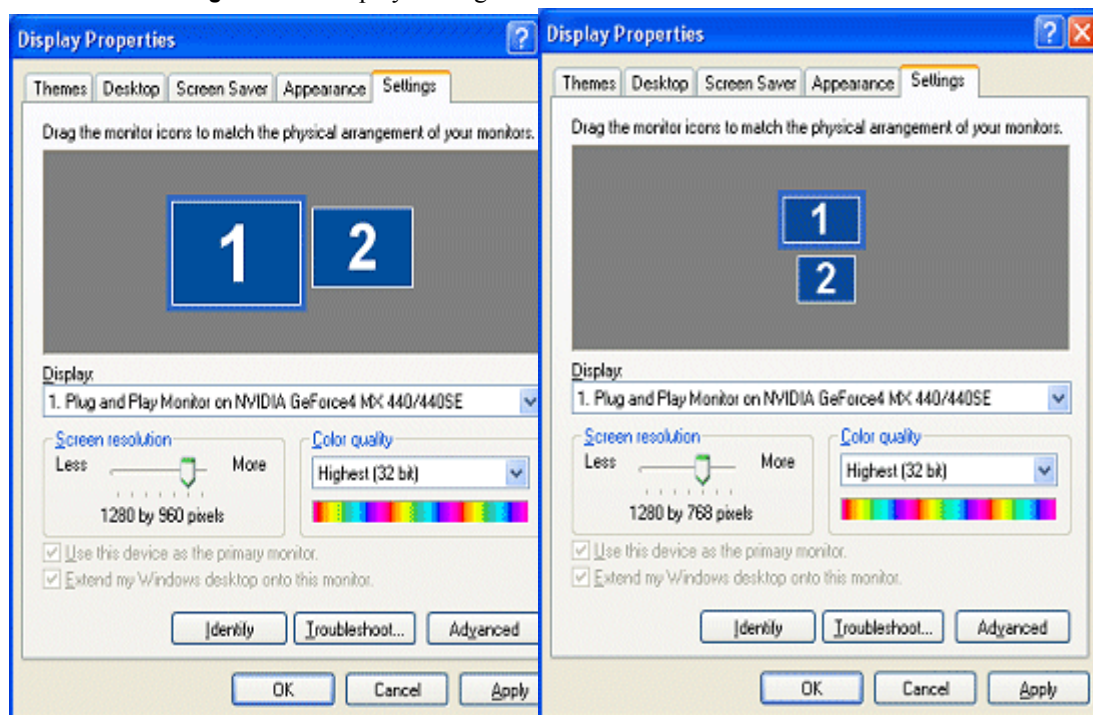 Display Properties
Themes Desktop Screen Saver Appearance Settings
Drag the monitor icons to match the physical arrangement of your monitors.
1 2
Display:
1. Plug and Play Monitor on NVIDIA GeForce4 MX 440/440SE
Screen resolution
Less More
1280 by 960 pixels
Color quality
Highest (32 bit)
Use this device as the primary monitor.
Extend my Windows desktop onto this monitor.
Identify Troubleshoot... Advanced
OK Cancel Apply
Display Properties
Themes Desktop Screen Saver Appearance Settings
Drag the monitor icons to match the physical arrangement of your monitors.
1
2
Display:
1. Plug and Play Monitor on NVIDIA GeForce4 MX 440/440SE
Screen resolution
Less More
1280 by 768 pixels
Color quality
Highest (32 bit)
Use this device as the primary monitor.
Extend my Windows desktop onto this monitor.
Identify Troubleshoot... Advanced
OK Cancel Apply